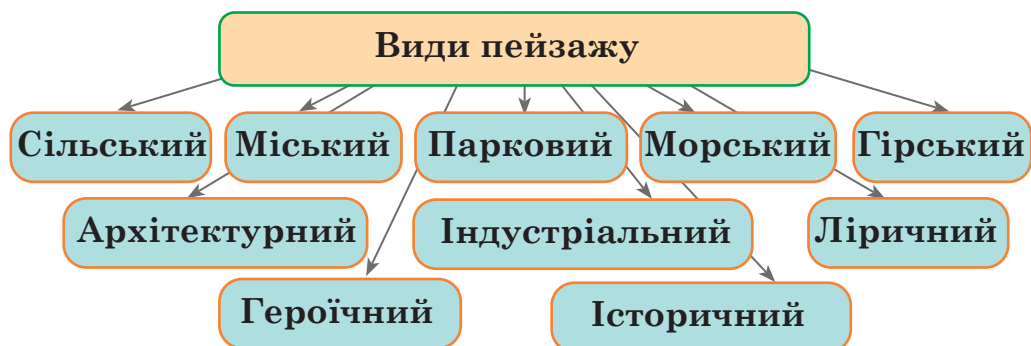 Види пейзажу
Сільський Міський Парковий Морський Гірський
Архітектурний Індустріальний Ліричний
Героїчний Історичний